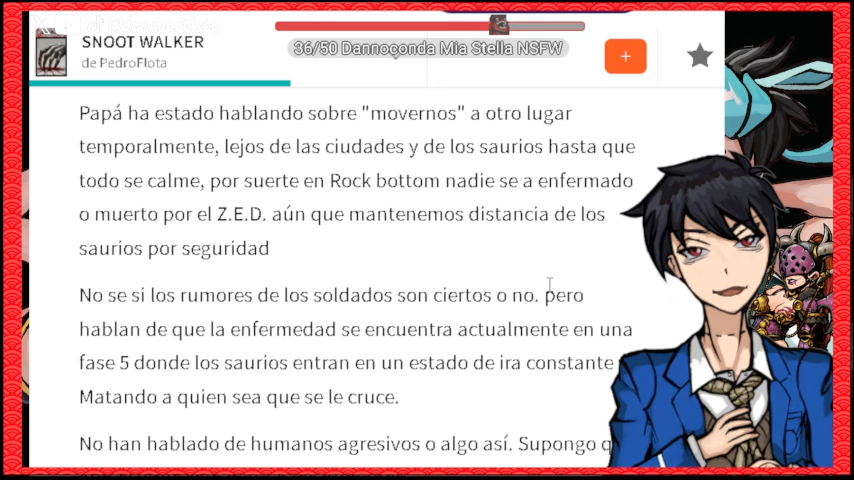 SNOOT WALKER
de PedroFlota
36/50 Dannoconda Mia Stella NSFW
+
Papá ha estado hablando sobre "movernos" a otro lugar
temporalmente, lejos de las ciudades y de los saurios hasta que
todo se calme, por suerte en Rock bottom nadie se a enfermado
o muerto por el Z.E.D. aún que mantenemos distancia de los
saurios por seguridad
No se si los rumores de los soldados son ciertos o no. pero
hablan de que la enfermedad se encuentra actualmente en una
fase 5 donde los saurios entran en un estado de ira constante
Matando a quien sea que se le cruce.
No han hablado de humanos agresivos o algo así. Supongo q